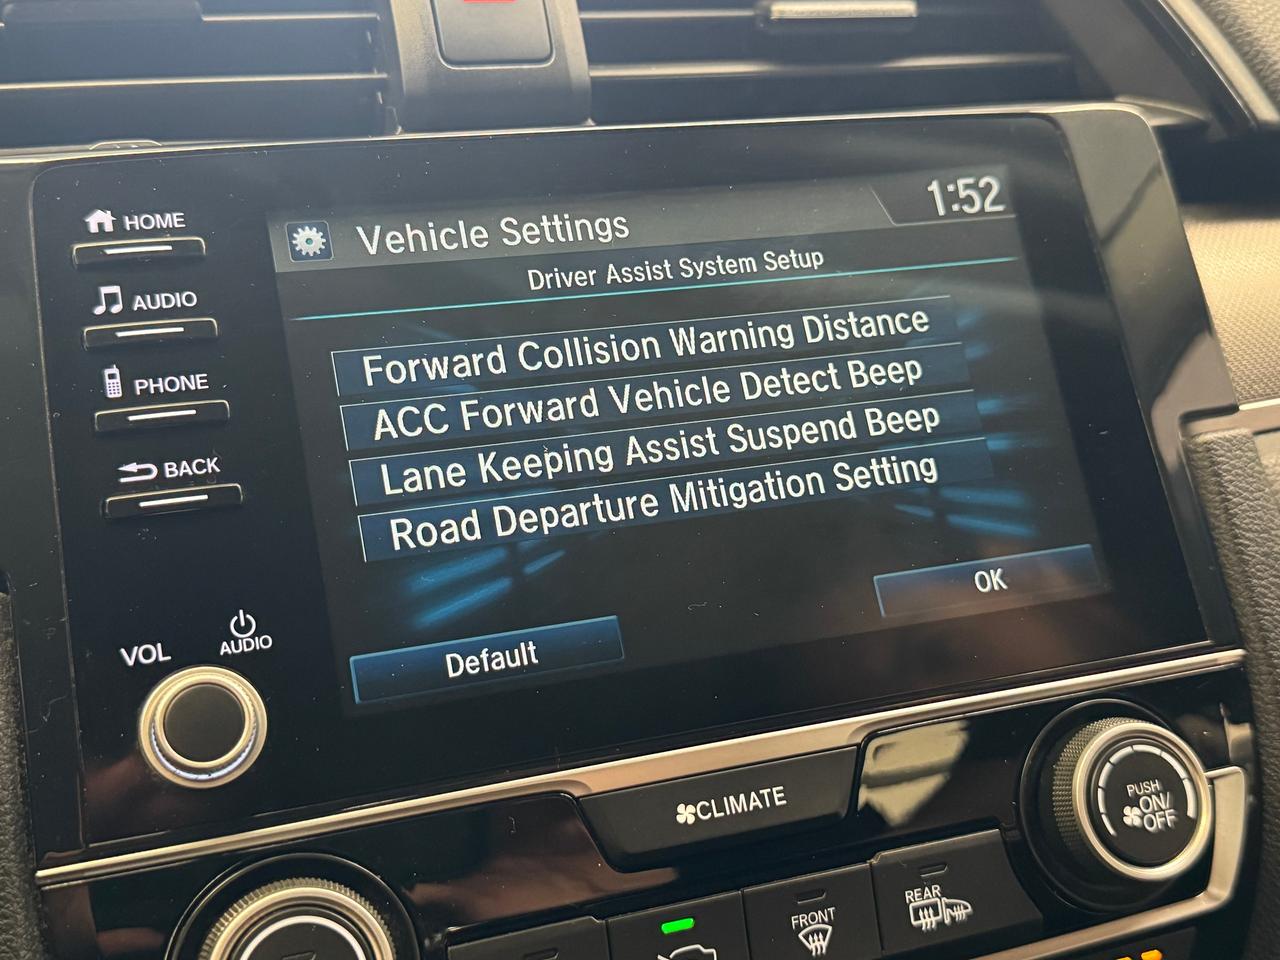 HOME
AUDIO
PHONE
BACK
VOL
AUDIO
Vehicle Settings
1:52
Driver Assist System Setup
Forward Collision Warning Distance
ACC Forward Vehicle Detect Beep
Lane Keeping Assist Suspend Beep
Road Departure Mitigation Setting
Default
OK
CLIMATE
PUSH
ON/
OFF
FRONT
REAR